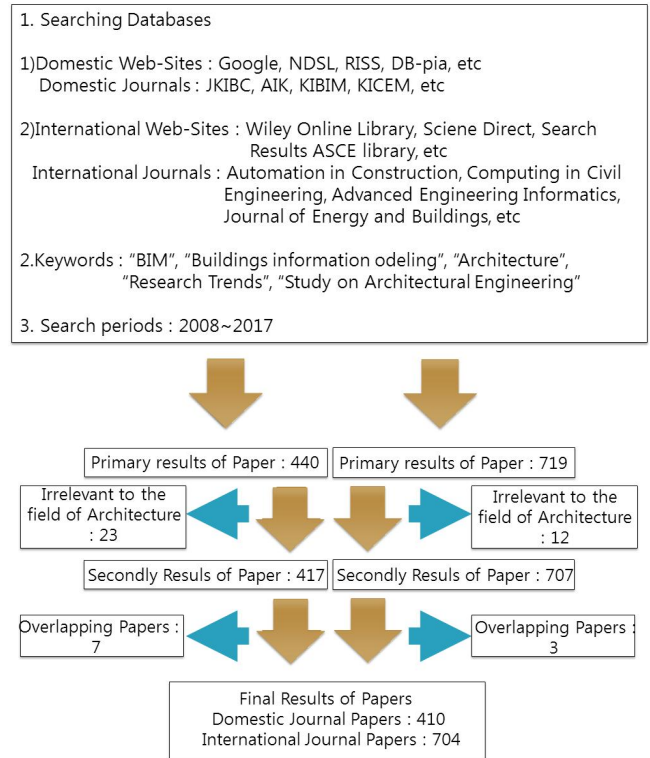 1. Searching Databases
1)Domestic Web-Sites : Google, NDSL, RISS, DB-pia, etc
Domestic Journals : JKIBC, AIK, KIBIM, KICEM, etc
2)International Web-Sites : Wiley Online Library, Sciene Direct, Search
Results ASCE library, etc
International Journals : Automation in Construction, Computing in Civil
Engineering, Advanced Engineering Informatics,
Journal of Energy and Buildings, etc
2.Keywords : “BIM”, “Buildings information odeling”, “Architecture”,
“Research Trends”, “Study on Architectural Engineering”
3. Search periods : 2008~2017
Primary results of Paper : 440
Primary results of Paper : 719
Irrelevant to the
field of Architecture
: 23
Irrelevant to the
field of Architecture
: 12
Secondly Resuls of Paper : 417
Secondly Resuls of Paper : 707
Overlapping Papers :
7
Overlapping Papers :
3
Final Results of Papers
Domestic Journal Papers : 410
International Journal Papers : 704